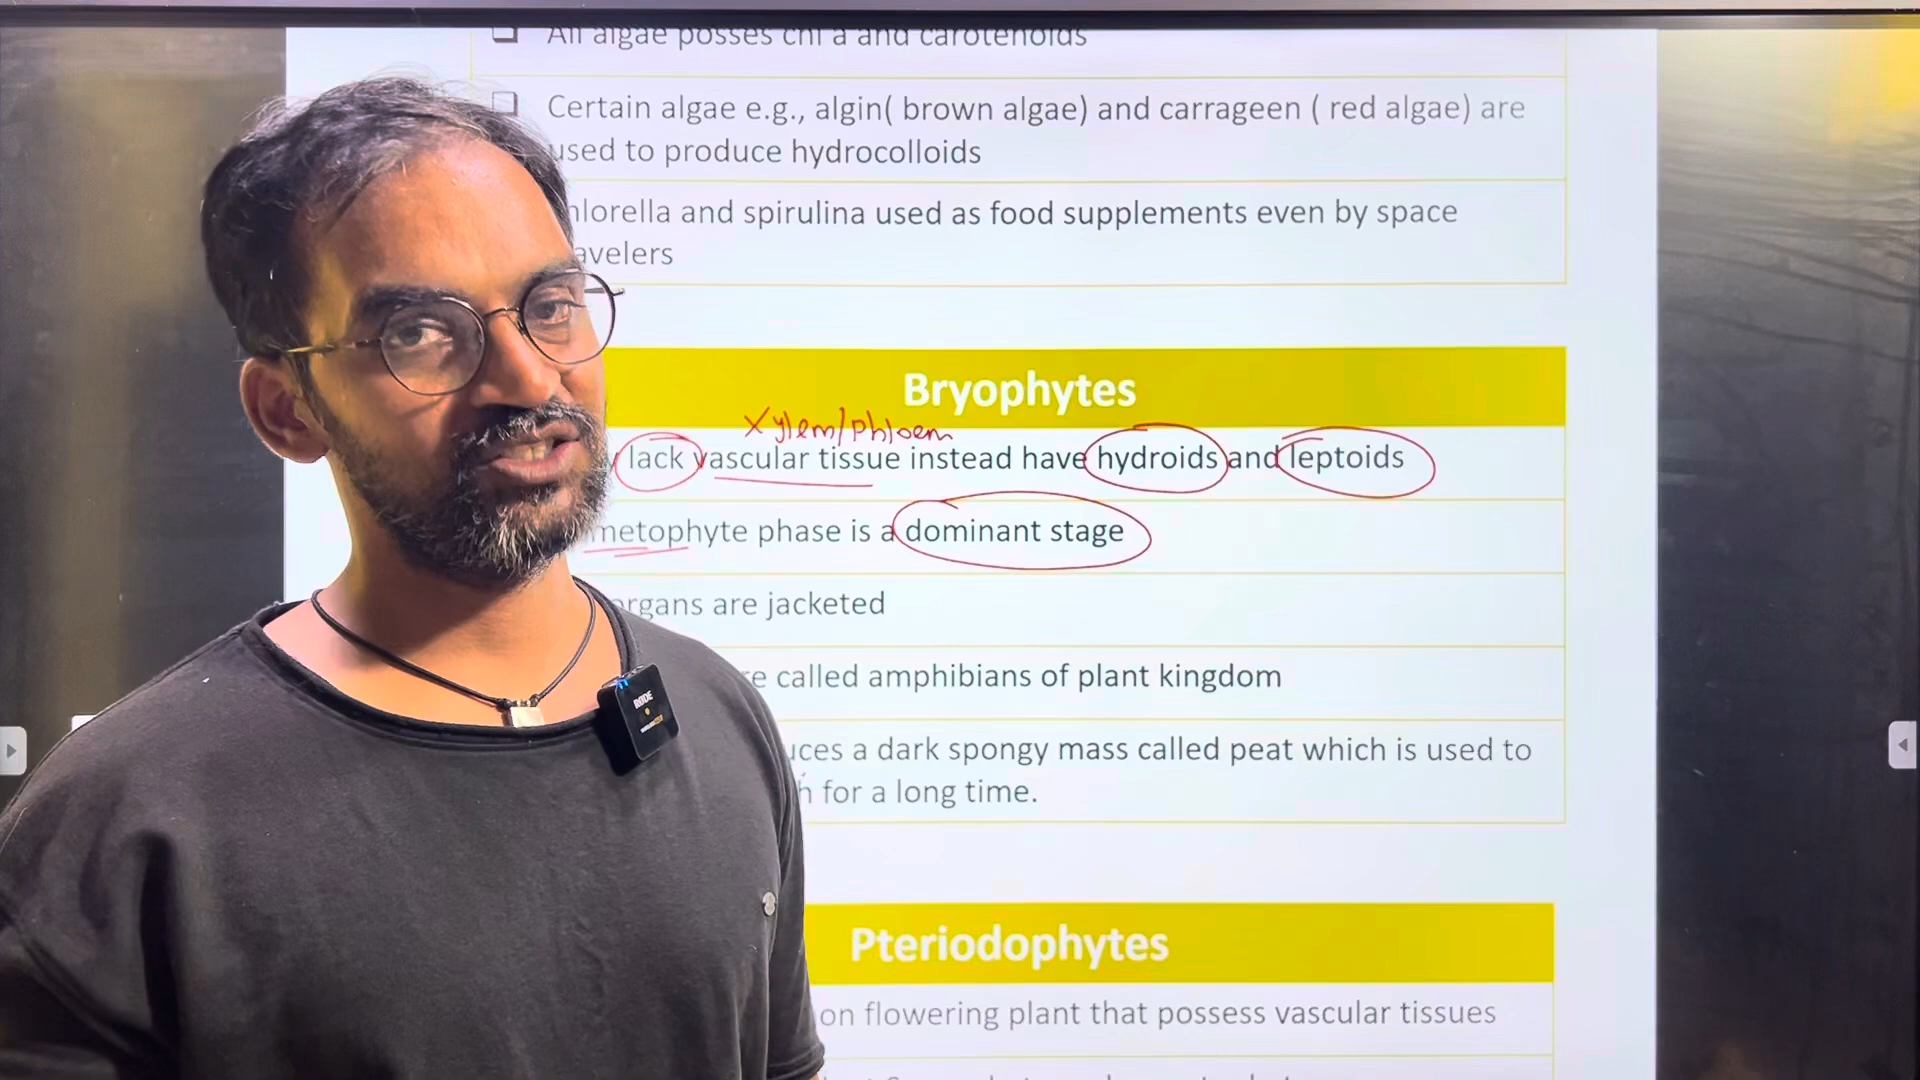 All algae posses chl a and carotenoids
Certain algae e.g., algin( brown algae) and carrageen ( red algae) are
used to produce hydrocolloids
hlorella and spirulina used as food supplements even by space
avelers
Bryophytes
Xylem/Phloem
lack vascular tissue instead have hydroids and leptoids
metophyte phase is a dominant stage
organs are jacketed
re called amphibians of plant kingdom
uces a dark spongy mass called peat which is used to
h for a long time.
RODE
Pteriodophytes
on flowering plant that possess vascular tissues